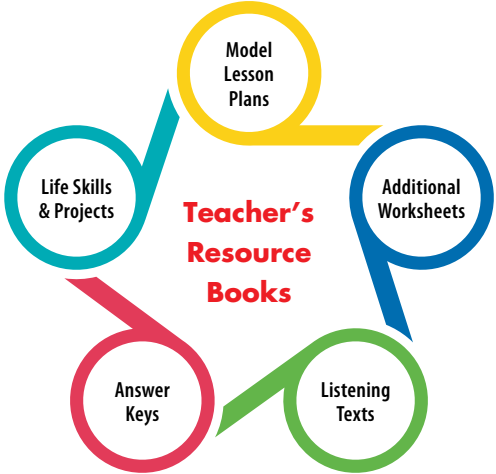 Model
Lesson
Plans
Life Skills
& Projects
Additional
Worksheets
Teacher's
Resource
Books
Answer
Keys
Listening
Texts